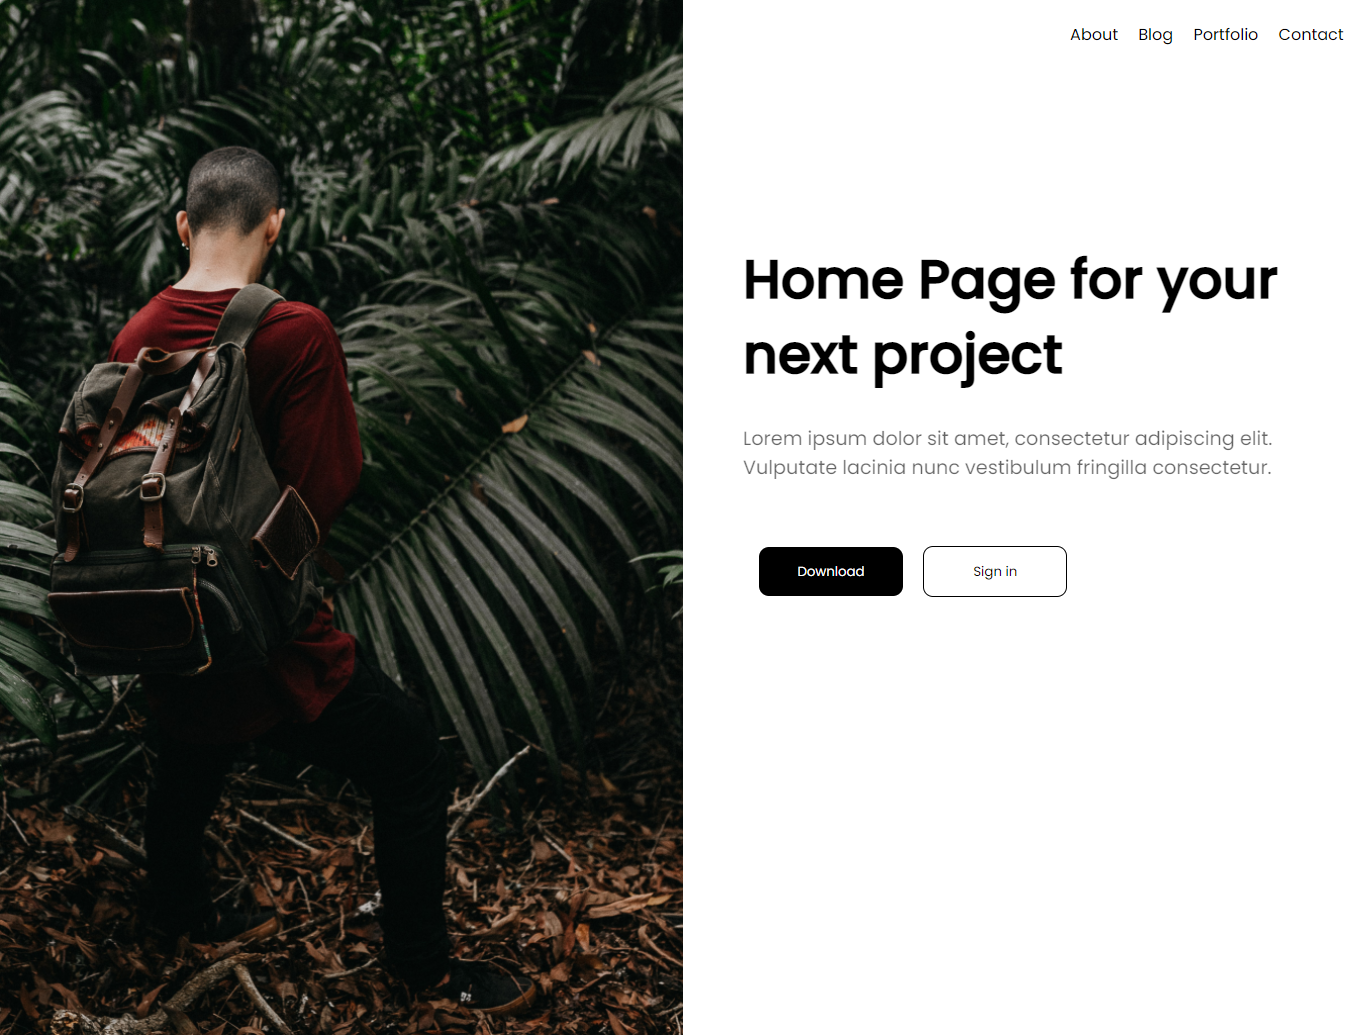 About Blog Portfolio Contact
Home Page for your
next project
Lorem ipsum dolor sit amet, consectetur adipiscing elit.
Vulputate lacinia nunc vestibulum fringilla consectetur.
Download Sign in